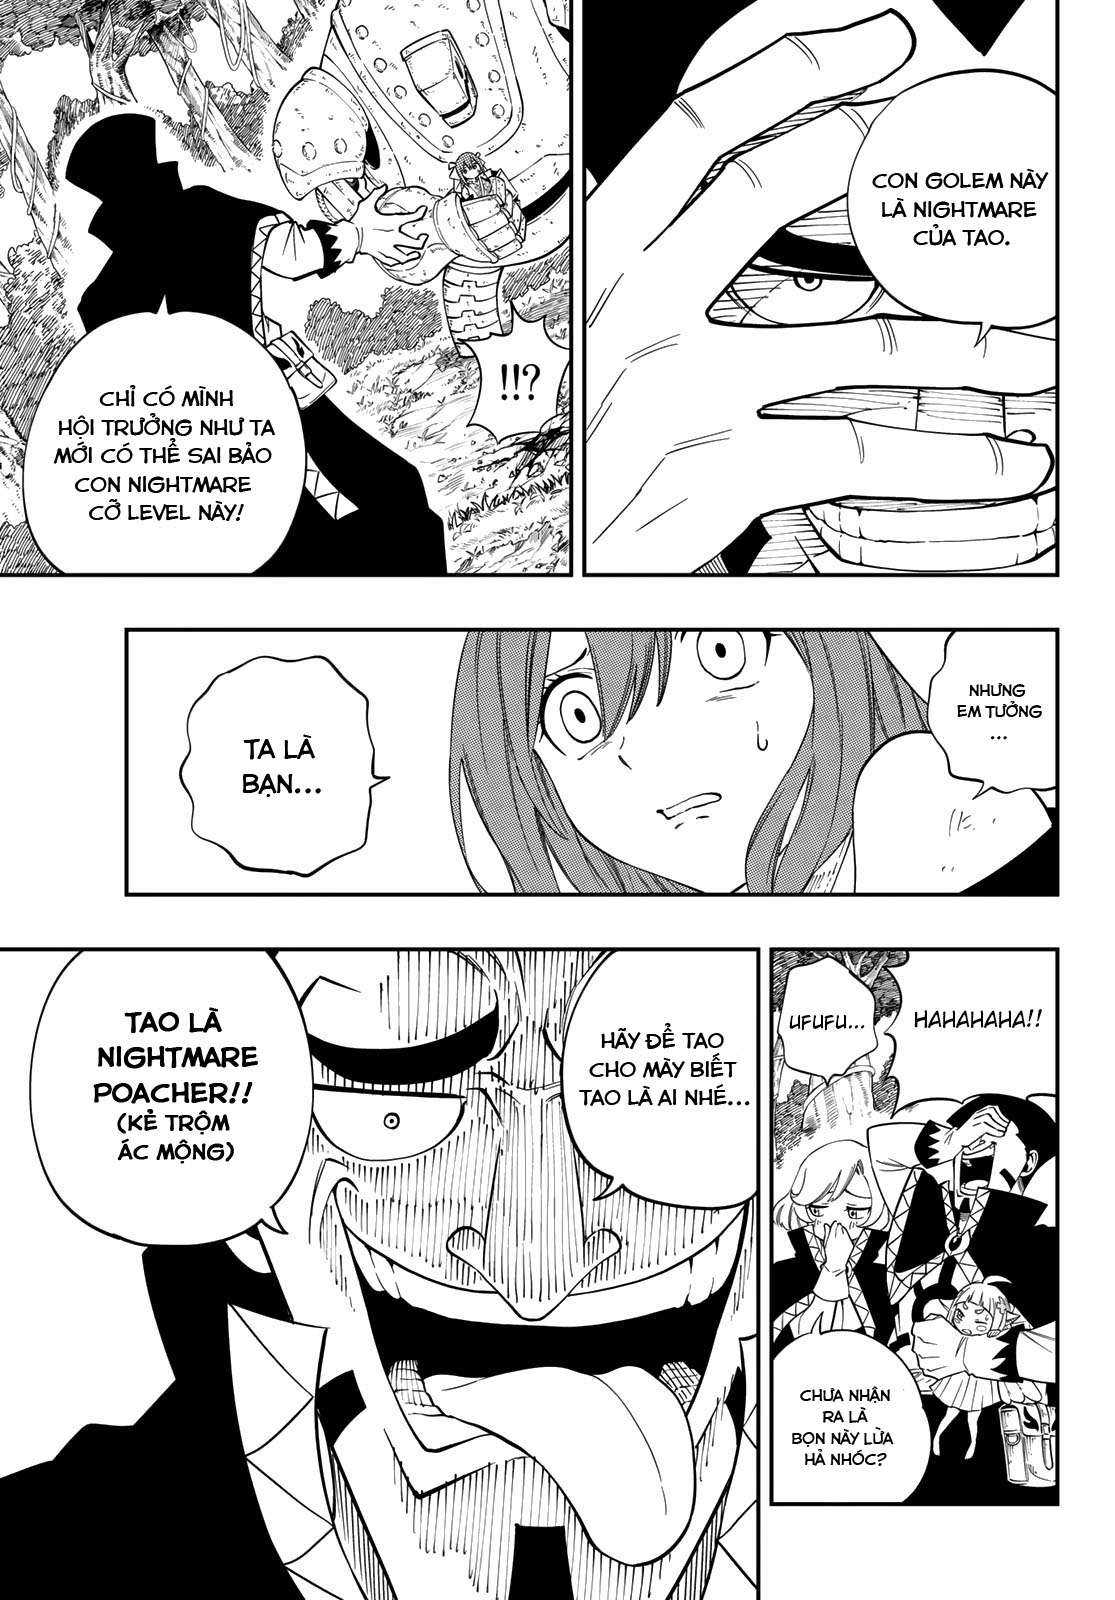 CON GOLEM NÀY
LÀ NIGHTMARE
CỦA TAO.
!!?
CHỈ CÓ MÌNH
HỘI TRƯỞNG NHƯ TA
MỚI CÓ THỂ SAI BẢO
CON NIGHTMARE
CỠ LEVEL NÀY!
NHƯNG
EM TƯỞNG
...
TA LÀ
BẠN...
HAHAHAHA!!
UFUFU...
CHƯA NHẬN
RA LÀ
BỌN NÀY LỪA
HẢ NHÓC?
HÃY ĐỂ TAO
CHO MÀY BIẾT
TAO LÀ AI NHÉ...
TAO LÀ
NIGHTMARE
POACHER!!
(KẺ TRỘM
ÁC MỘNG)